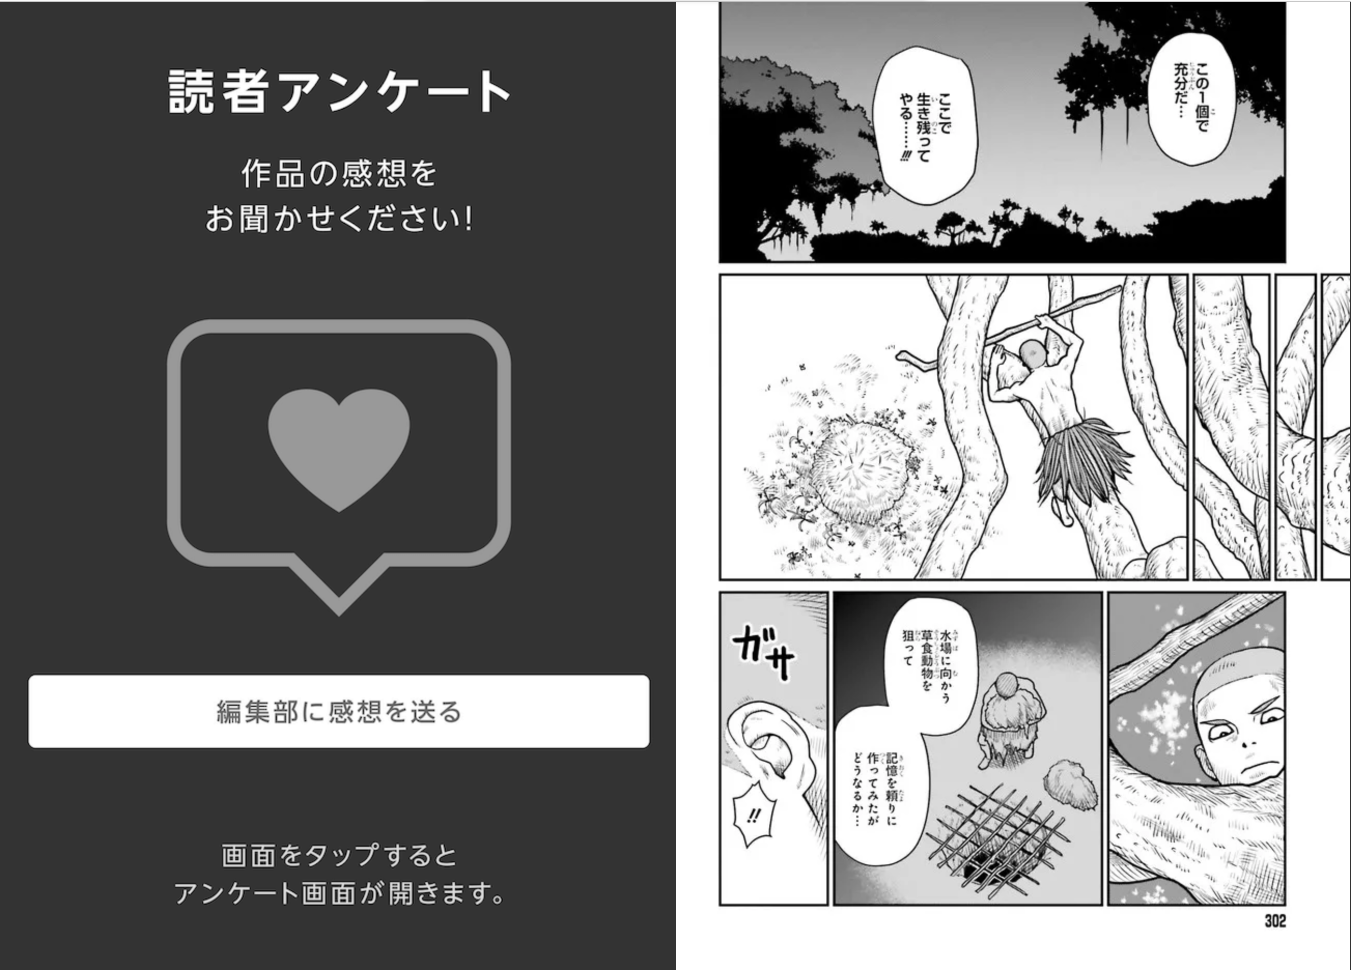 読者アンケート
作品の感想を
お聞かせください!
編集部に感想を送る
画面をタップすると
アンケート画面が開きます。
この1個で
充分だ…
ここで
生き残って
やる……!!!
水場に向かう
草食動物を
狙って
記憶を頼りに
作ってみたが
どうなるか…
ガサ
!!
302